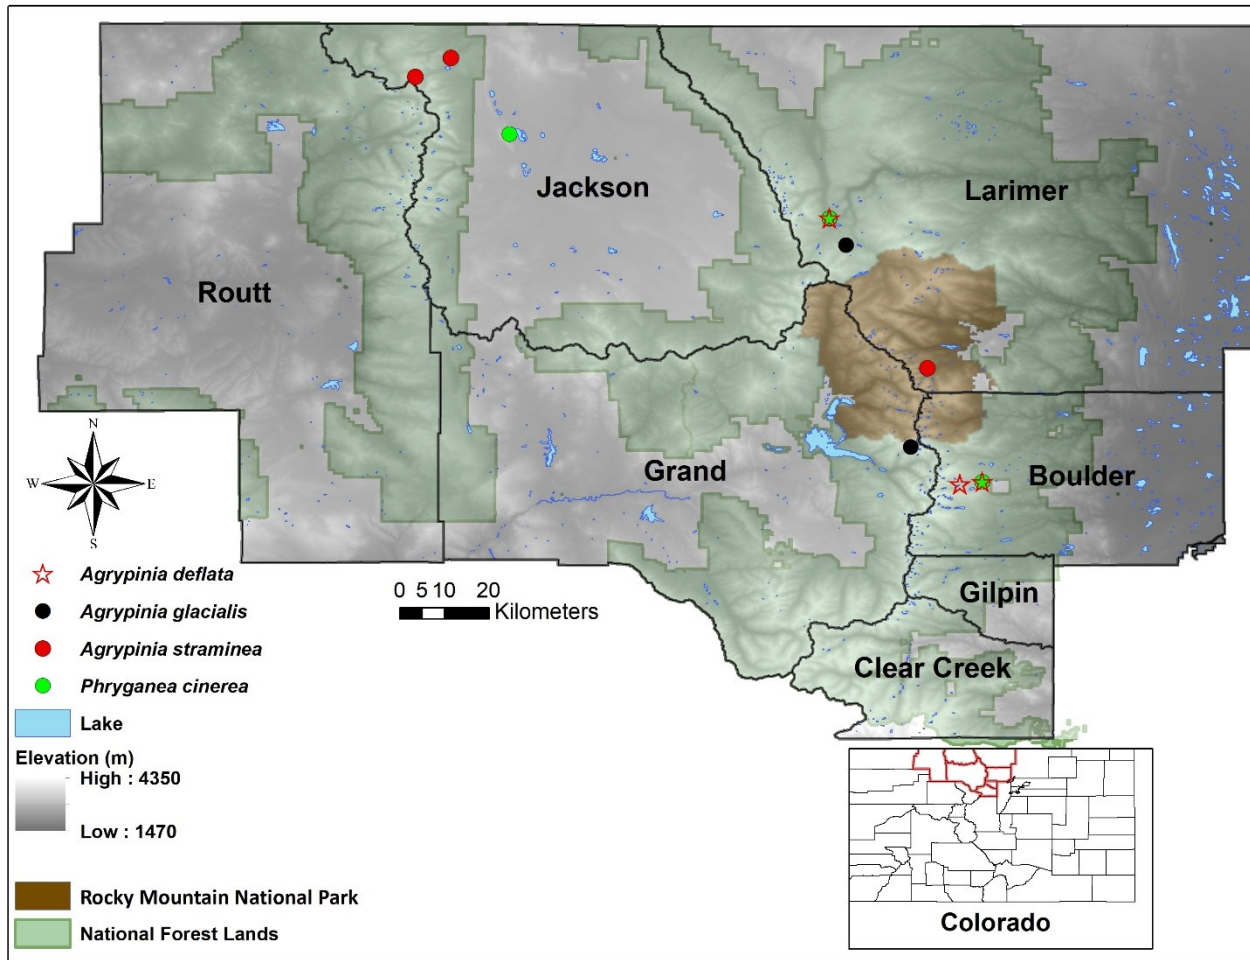 Jackson
Larimer
Routt
Grand
Boulder
Gilpin
Clear Creek
N
W
E
S
Agrypinia deflata
Agrypinia glacialis
Agrypinia straminea
Phryganea cinerea
Lake
Elevation (m)
High : 4350
Low : 1470
Rocky Mountain National Park
National Forest Lands
0 5 10 20
Kilometers
Colorado